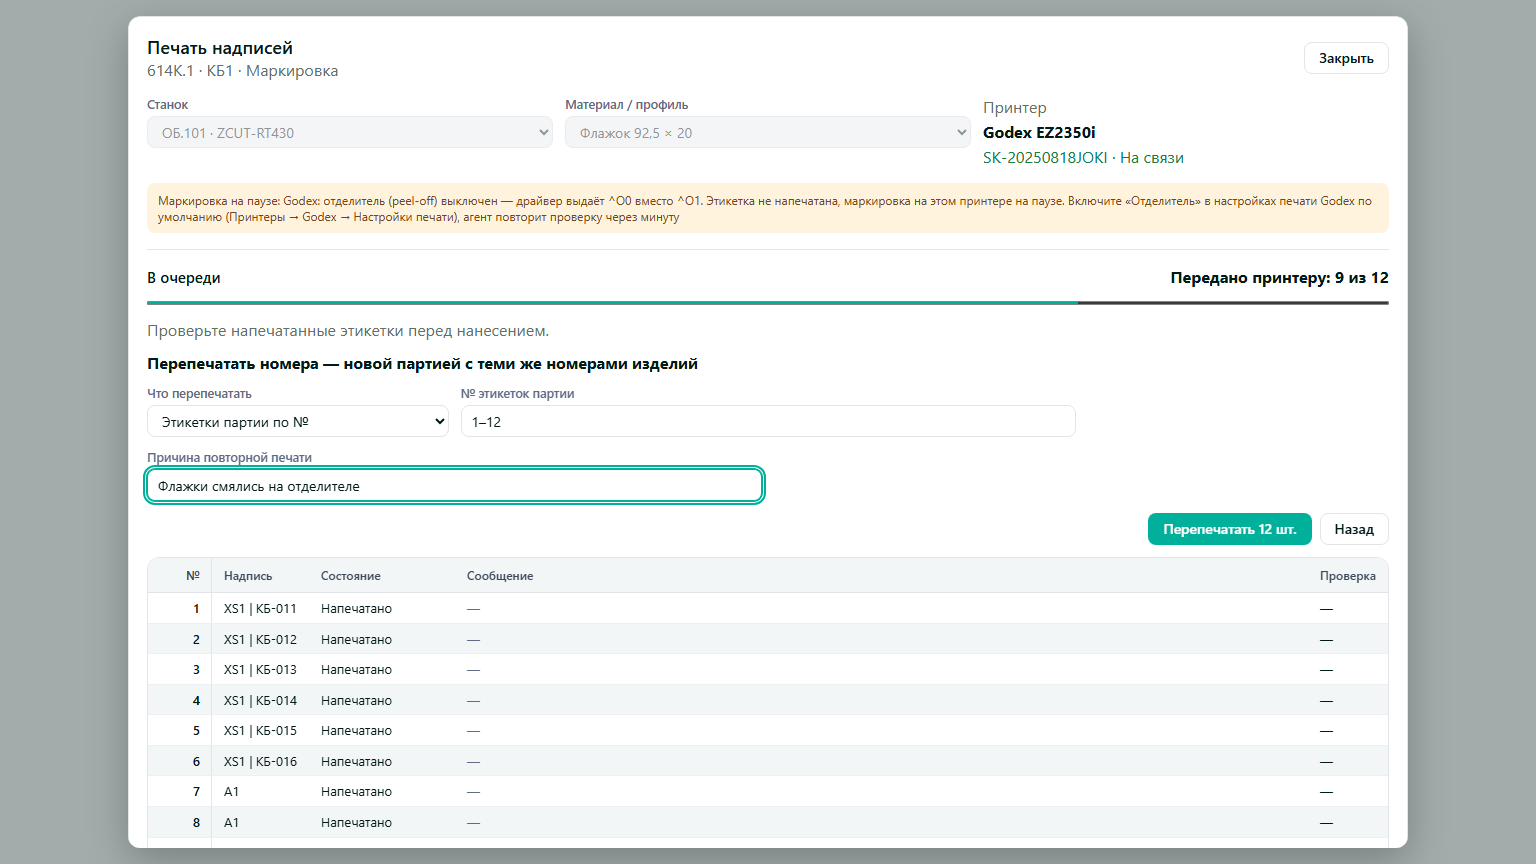 Печать надписей
614К.1 · КБ1 · Маркировка
Закрыть
Станок
Материал / профиль
Принтер
ОБ.101 · ZCUT-RT430
Флажок 92,5 × 20
Godex EZ2350i
SK-20250818JOKI · На связи
Маркировка на паузе: Godex: отделитель (peel-off) выключен — драйвер выдаёт ^O0 вместо ^O1. Этикетка не напечатана, маркировка на этом принтере на паузе. Включите «Отделитель» в настройках печати Godex по
умолчанию (Принтеры → Godex → Настройки печати), агент повторит проверку через минуту
В очереди
Передано принтеру: 9 из 12
Проверьте напечатанные этикетки перед нанесением.
Перепечатать номера — новой партией с теми же номерами изделий
Что перепечатать
№ этикеток партии
Этикетки партии по №
1–12
Причина повторной печати
Флажки смялись на отделителе
Перепечатать 12 шт.
Назад
№ Надпись Состояние Сообщение Проверка
1 XS1 | КБ-011 Напечатано — —
2 XS1 | КБ-012 Напечатано — —
3 XS1 | КБ-013 Напечатано — —
4 XS1 | КБ-014 Напечатано — —
5 XS1 | КБ-015 Напечатано — —
6 XS1 | КБ-016 Напечатано — —
7 A1 Напечатано — —
8 A1 Напечатано — —